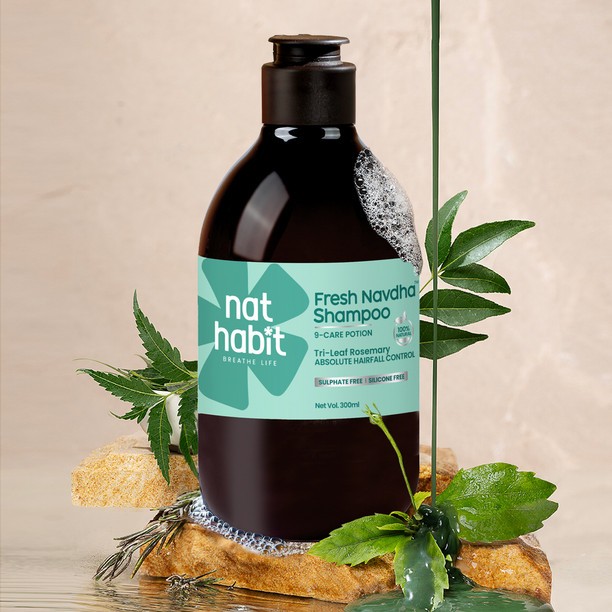 nat
habit
BREATHE LIFE
Fresh Navdha™
Shampoo
9-CARE POTION
100%
NATURAL
Tri-Leaf Rosemary
ABSOLUTE HAIRFALL CONTROL
SULPHATE FREE | SILICONE FREE
Net Vol. 300ml